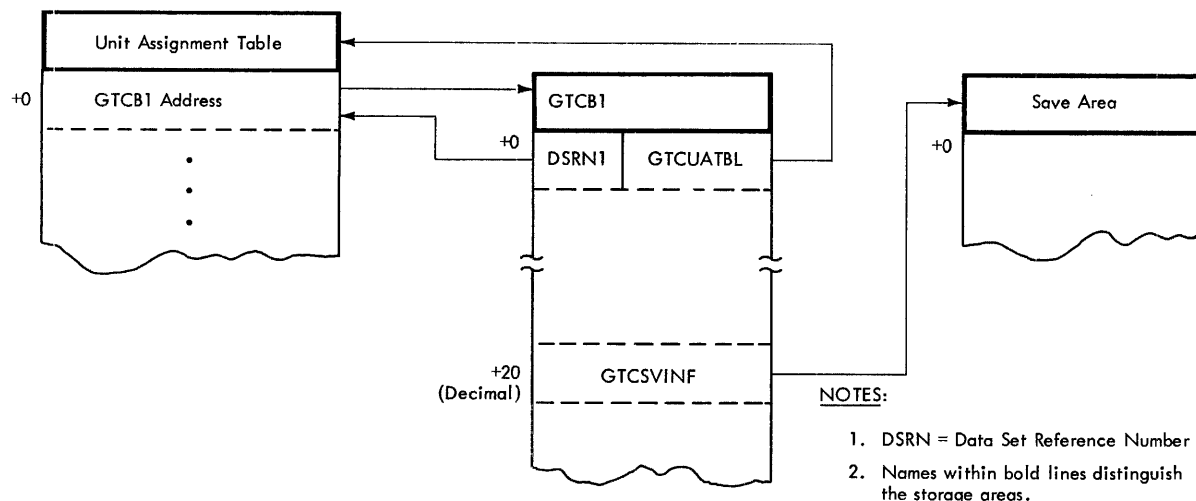 Unit Assignment Table
+0
GTCB1 Address
GTCB1
+0
DSRN1
GTCUATBL
+20
(Decimal)
GTCSVINF
Save Area
+0
NOTES:
1. DSRN = Data Set Reference Number
2. Names within bold lines distinguish
the storage areas.